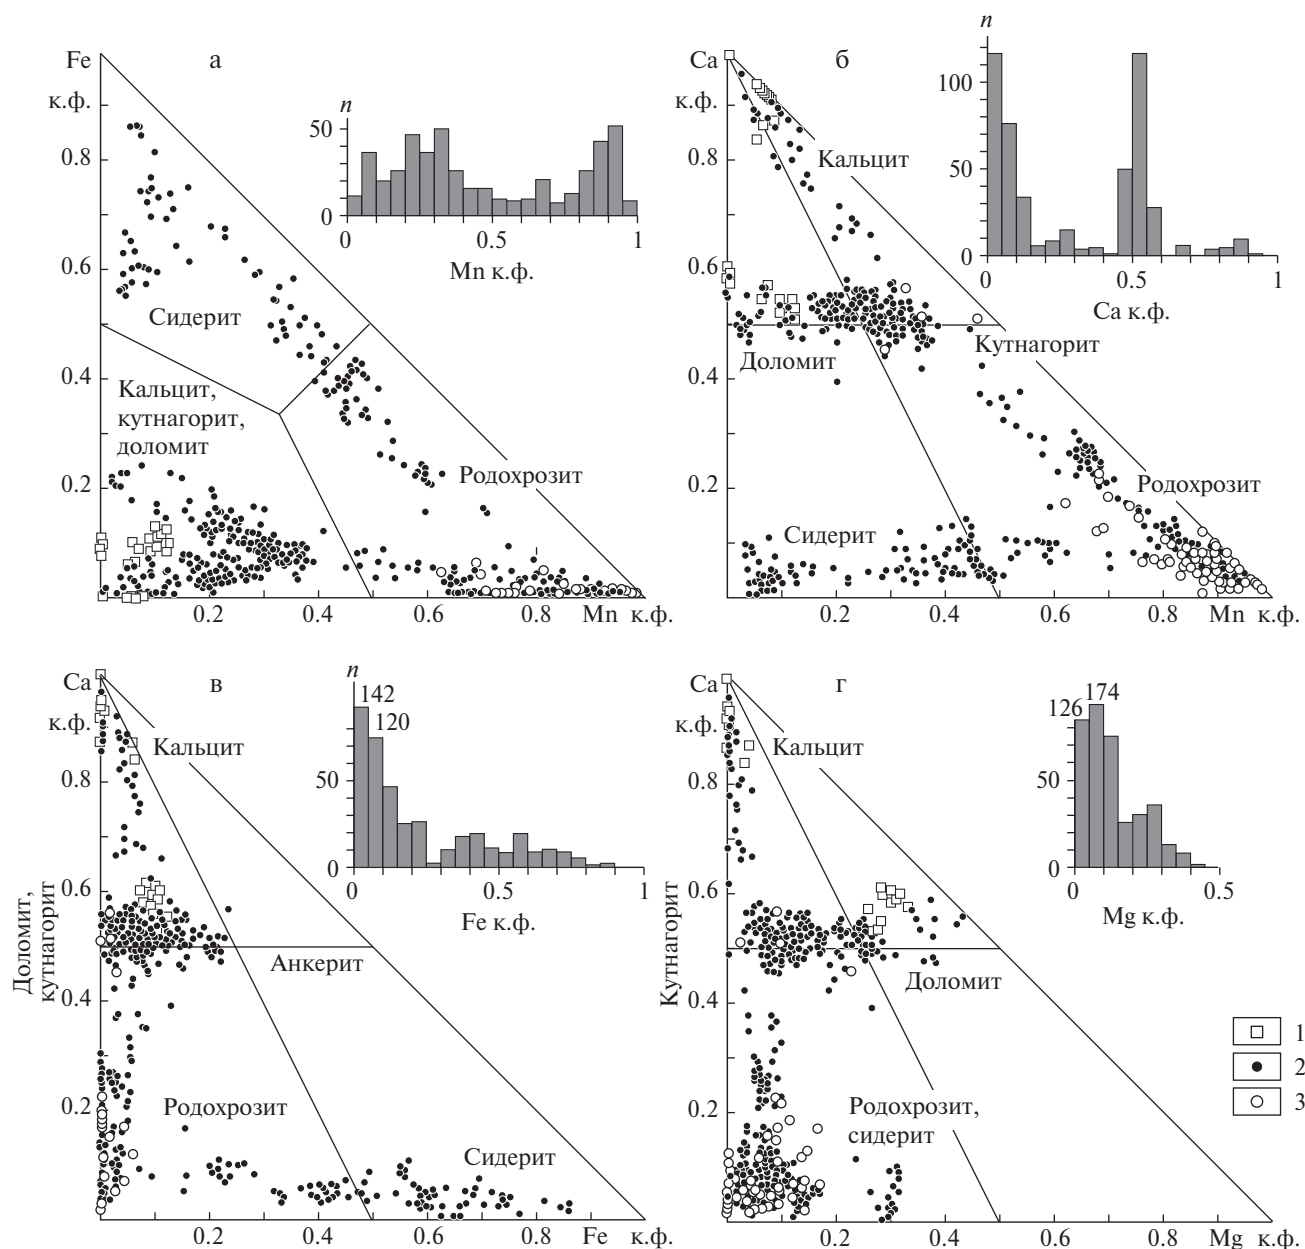 а
Fe
к.ф.
0.8
0.6
0.4
0.2
Сидерит
Кальцит,
кутнагорит,
доломит
Родохрозит
0.2 0.4 0.6 0.8 Mn к.ф.
n
50
0
0 0.5 1
Mn к.ф.
б
Ca
к.ф.
0.8
0.6
0.4
0.2
Кальцит
Доломит
Кутнагорит
Сидерит
Родохрозит
0.2 0.4 0.6 0.8 Mn к.ф.
n
100
50
0
0 0.5 1
Ca к.ф.
в
Ca
к.ф.
0.8
0.6
0.4
0.2
Доломит,
кутнагорит
Кальцит
Анкерит
Родохрозит
Сидерит
0.2 0.4 0.6 0.8 Fe к.ф.
n
142
120
50
0
0 0.5 1
Fe к.ф.
г
Ca
к.ф.
0.8
0.6
0.4
0.2
Кутнагорит
Кальцит
Доломит
Родохрозит,
сидерит
0.2 0.4 0.6 0.8 Mg к.ф.
126 174
50
0
0 0.5
Mg к.ф.
1
2
3